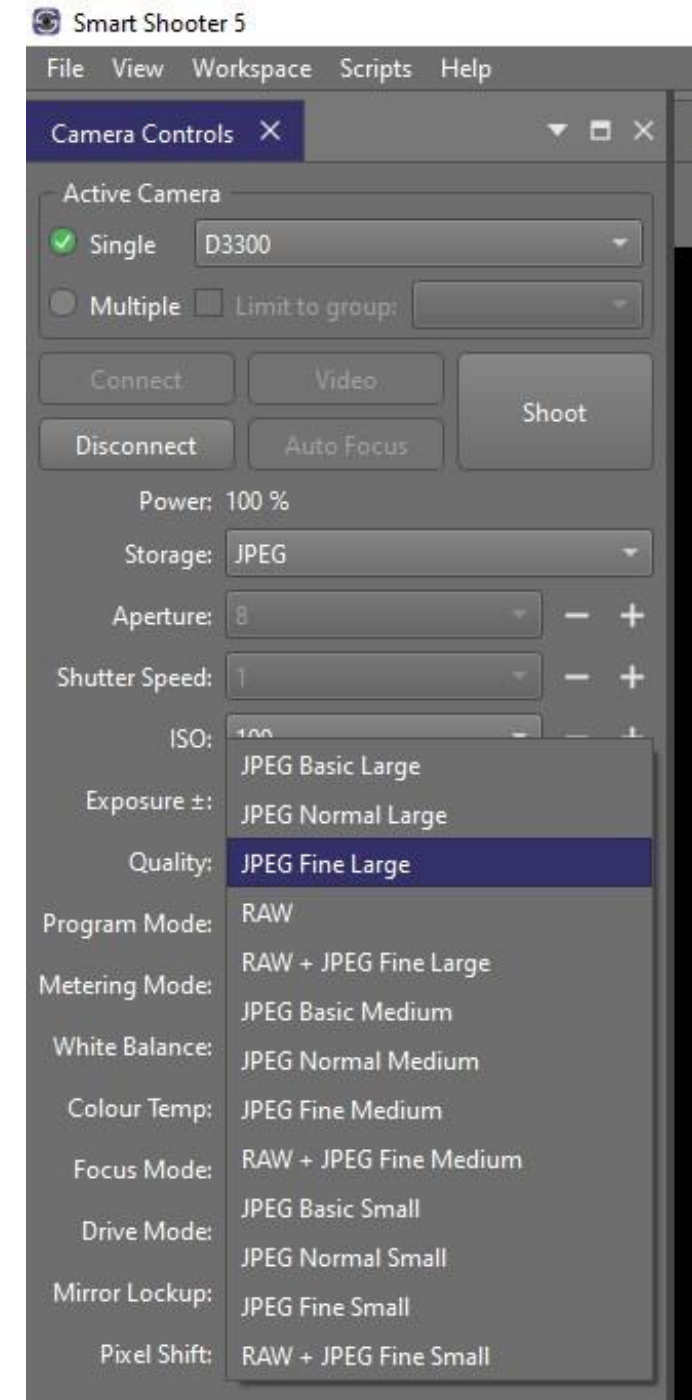 Smart Shooter 5
File View Workspace Scripts Help
Camera Controls
Active Camera
Single D3300
Multiple Limit to group:
Connect Video
Shoot
Disconnect Auto Focus
Power: 100 %
Storage: JPEG
Aperture: 8
Shutter Speed: 1
ISO: 100
JPEG Basic Large
Exposure ±:
JPEG Normal Large
Quality: JPEG Fine Large
Program Mode: RAW
RAW + JPEG Fine Large
Metering Mode:
JPEG Basic Medium
White Balance: JPEG Normal Medium
Colour Temp: JPEG Fine Medium
Focus Mode: RAW + JPEG Fine Medium
JPEG Basic Small
Drive Mode:
JPEG Normal Small
Mirror Lockup: JPEG Fine Small
Pixel Shift: RAW + JPEG Fine Small